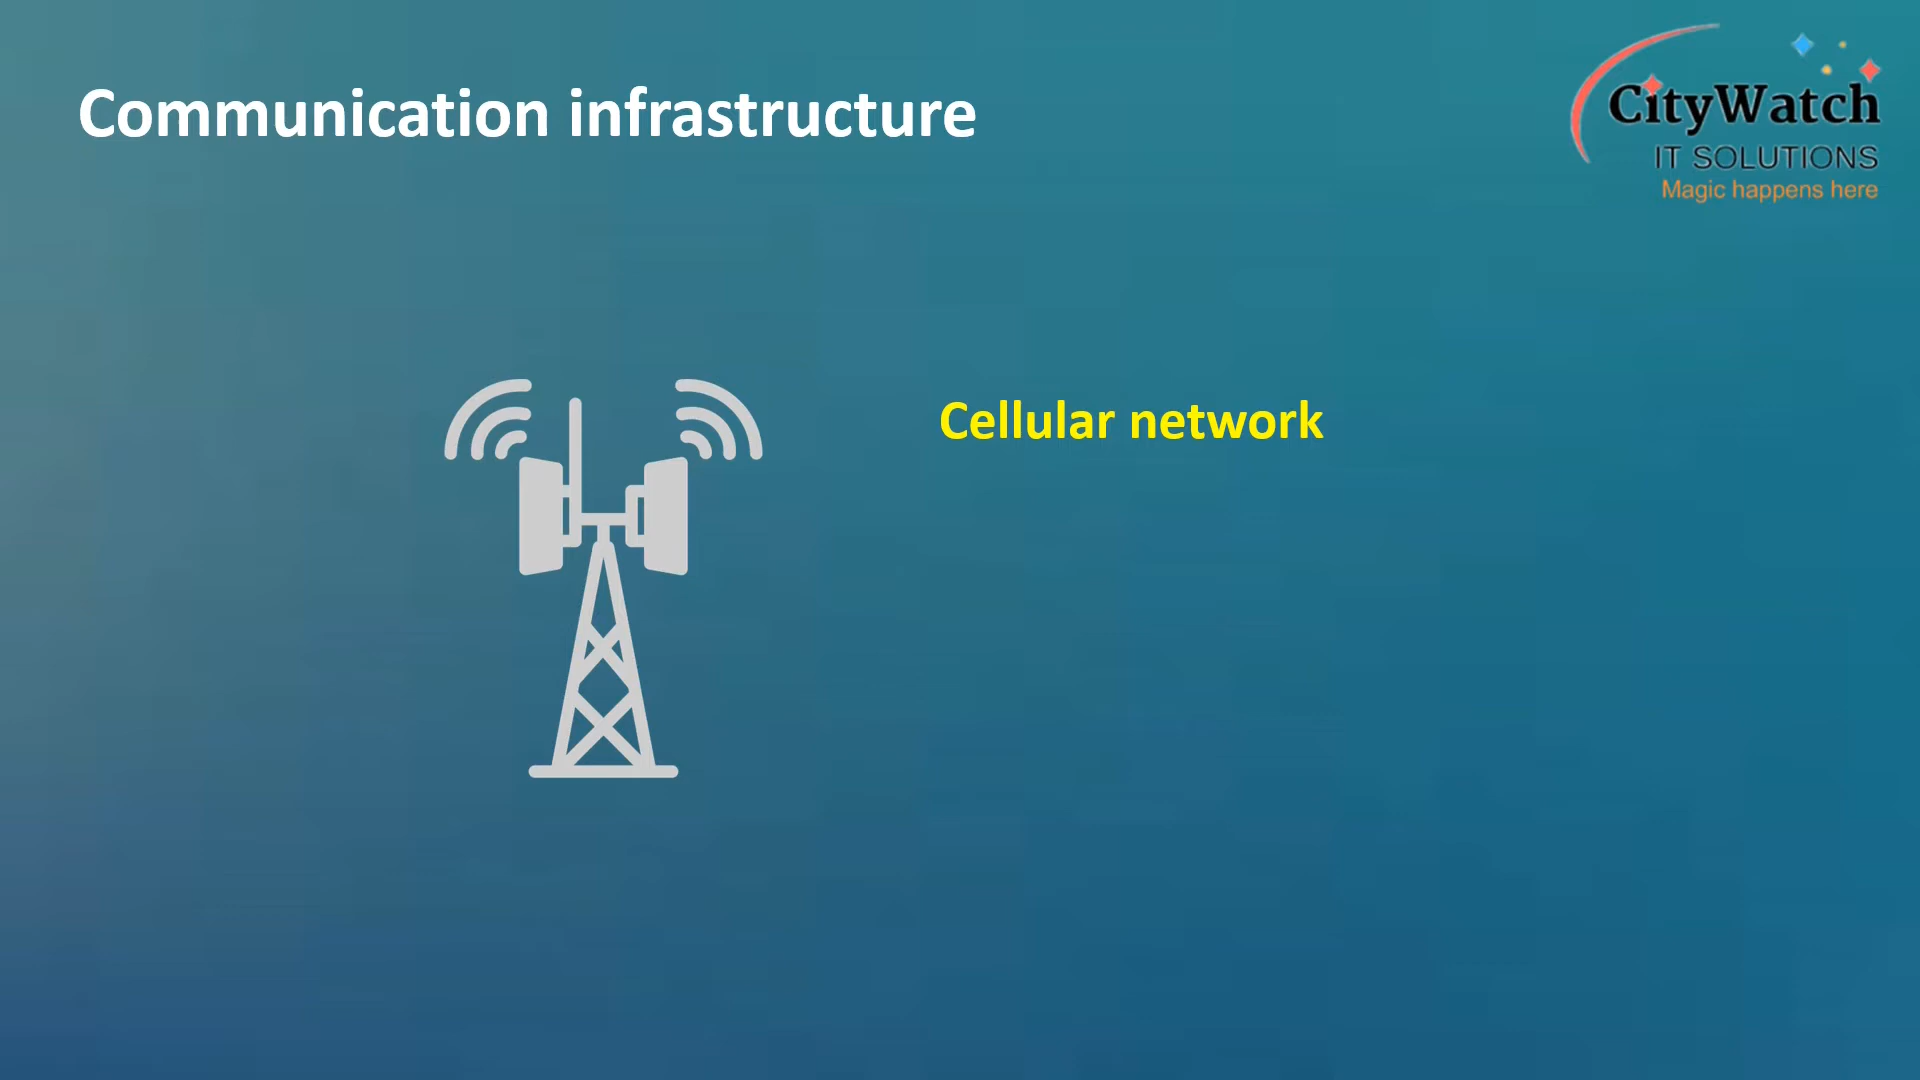 Communication infrastructure
CityWatch
IT SOLUTIONS
Magic happens here
Cellular network